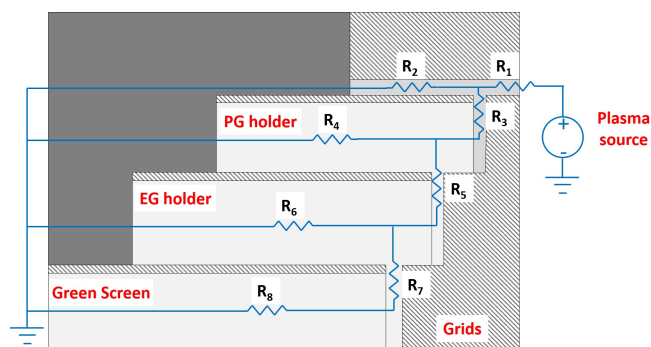 R2
R1
PG holder
R4
R3
Plasma
source
+
-
EG holder
R6
R5
Green Screen
R8
R7
Grids